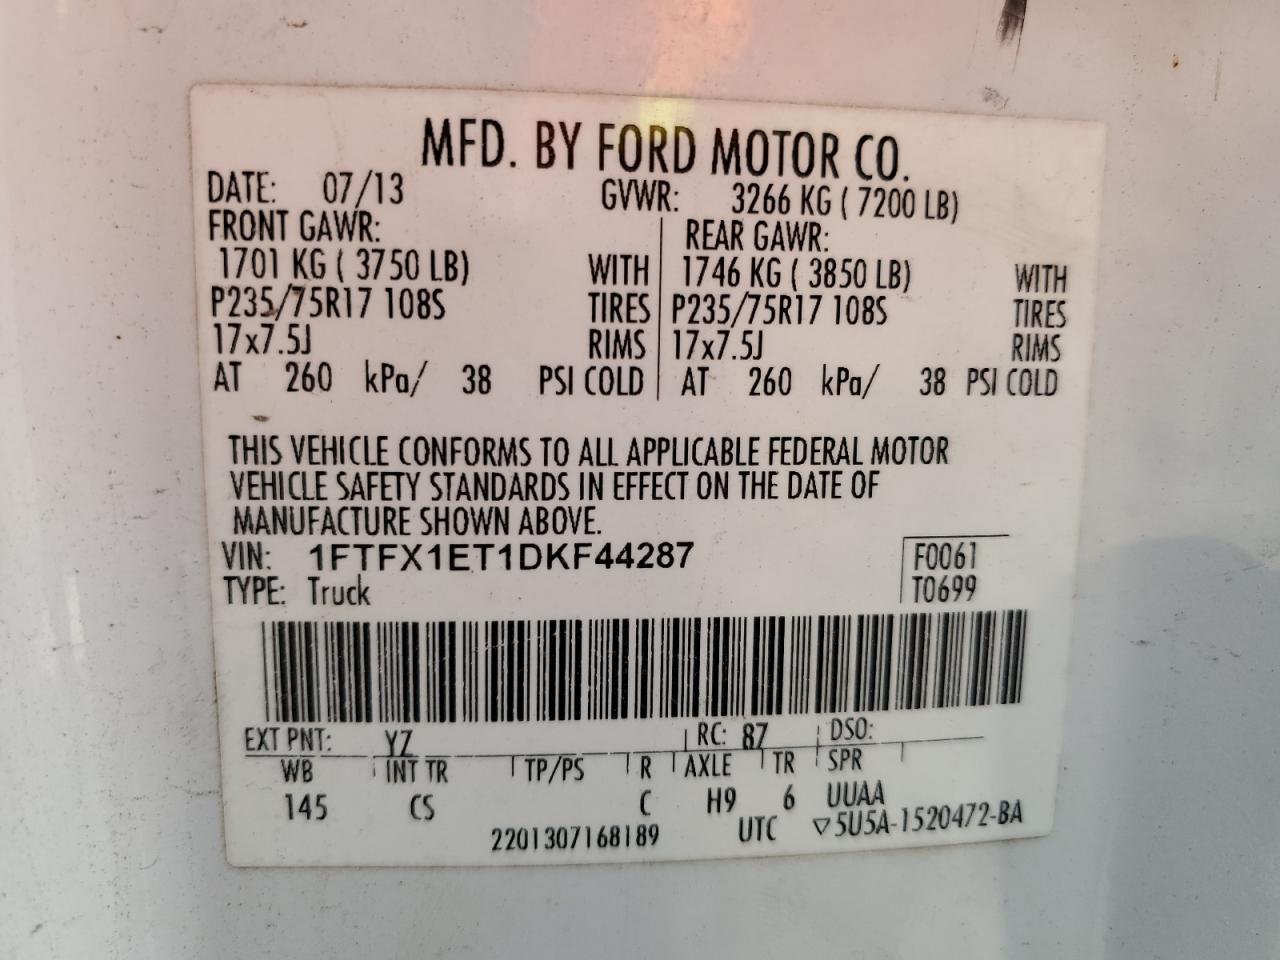 MFD. BY FORD MOTOR CO.
DATE: 07/13 GVWR: 3266 KG ( 7200 LB)
FRONT GAWR: REAR GAWR:
1701 KG ( 3750 LB) WITH 1746 KG ( 3850 LB) WITH
P235/75R17 108S TIRES P235/75R17 108S TIRES
17x7.5J RIMS 17x7.5J RIMS
AT 260 kPa/ 38 PSI COLD AT 260 kPa/ 38 PSI COLD
THIS VEHICLE CONFORMS TO ALL APPLICABLE FEDERAL MOTOR
VEHICLE SAFETY STANDARDS IN EFFECT ON THE DATE OF
MANUFACTURE SHOWN ABOVE.
VIN: 1FTFX1ET1DKF44287 F0061
TYPE: Truck T0699
EXT PNT: YZ RC: 87 DSO:
WB INT TR TP/PS R AXLE TR SPR
145 CS C H9 6 UUAA
2201307168189 UTC ▽5U5A-1520472-BA